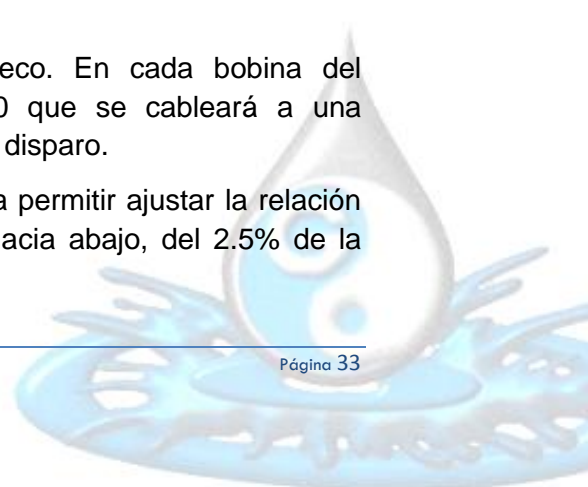 eco. En cada bobina del
0 que se cableará a una
disparo.
a permitir ajustar la relación
acia abajo, del 2.5% de la
Página 33